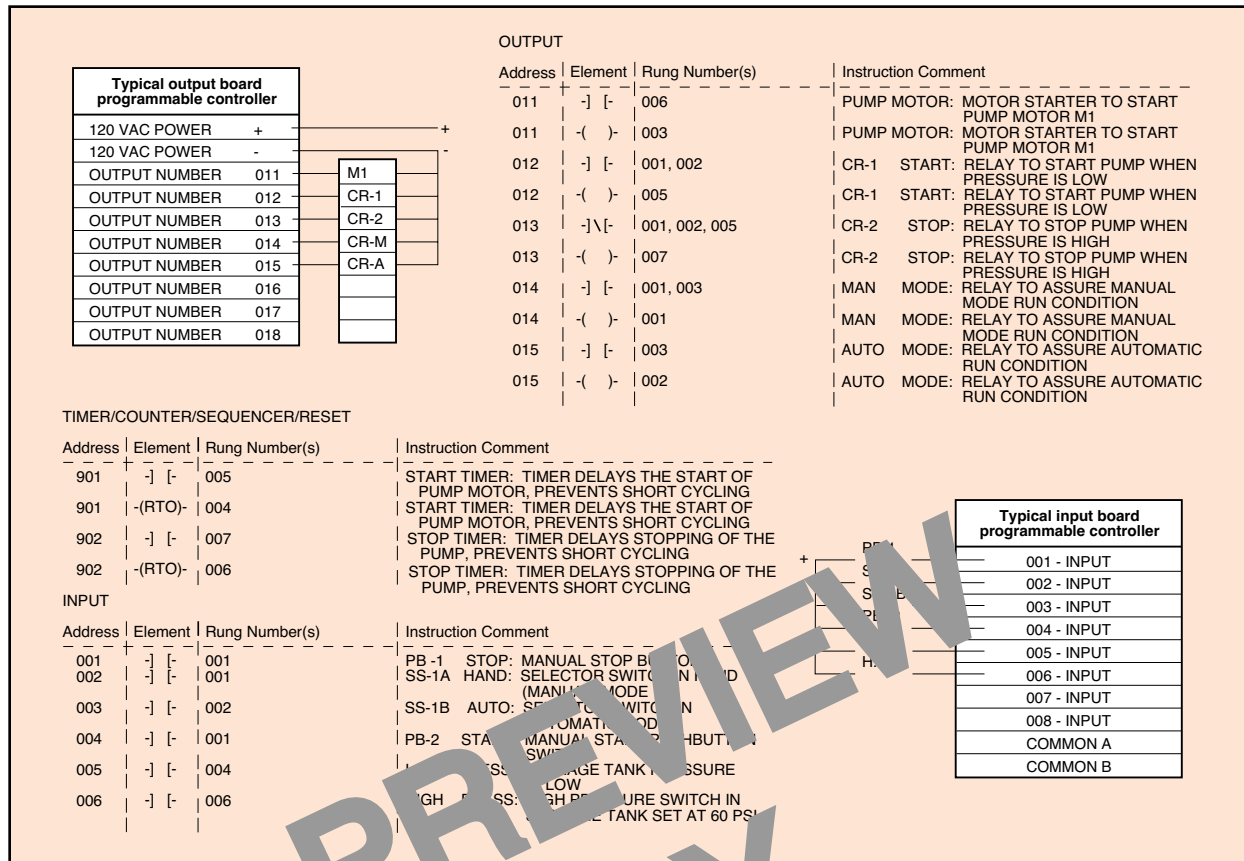 OUTPUT
Address Element Rung Number(s) Instruction Comment
011 -] [- 006 PUMP MOTOR: MOTOR STARTER TO START
PUMP MOTOR M1
011 -( )- 003 PUMP MOTOR: MOTOR STARTER TO START
PUMP MOTOR M1
012 -] [- 001, 002 CR-1 START: RELAY TO START PUMP WHEN
PRESSURE IS LOW
012 -( )- 005 CR-1 START: RELAY TO START PUMP WHEN
PRESSURE IS LOW
013 -]\[- 001, 002, 005 CR-2 STOP: RELAY TO STOP PUMP WHEN
PRESSURE IS HIGH
013 -( )- 007 CR-2 STOP: RELAY TO STOP PUMP WHEN
PRESSURE IS HIGH
014 -] [- 001, 003 MAN MODE: RELAY TO ASSURE MANUAL
MODE RUN CONDITION
014 -( )- 001 MAN MODE: RELAY TO ASSURE MANUAL
MODE RUN CONDITION
015 -] [- 003 AUTO MODE: RELAY TO ASSURE AUTOMATIC
RUN CONDITION
015 -( )- 002 AUTO MODE: RELAY TO ASSURE AUTOMATIC
RUN CONDITION
Typical output board
programmable controller
120 VAC POWER + +
120 VAC POWER - -
OUTPUT NUMBER 011 M1
OUTPUT NUMBER 012 CR-1
OUTPUT NUMBER 013 CR-2
OUTPUT NUMBER 014 CR-M
OUTPUT NUMBER 015 CR-A
OUTPUT NUMBER 016
OUTPUT NUMBER 017
OUTPUT NUMBER 018
TIMER/COUNTER/SEQUENCER/RESET
Address Element Rung Number(s) Instruction Comment
901 -] [- 005 START TIMER: TIMER DELAYS THE START OF
PUMP MOTOR, PREVENTS SHORT CYCLING
901 -(RTO)- 004 START TIMER: TIMER DELAYS THE START OF
PUMP MOTOR, PREVENTS SHORT CYCLING
902 -] [- 007 STOP TIMER: TIMER DELAYS STOPPING OF THE
PUMP, PREVENTS SHORT CYCLING
902 -(RTO)- 006 STOP TIMER: TIMER DELAYS STOPPING OF THE
PUMP, PREVENTS SHORT CYCLING
INPUT
Address Element Rung Number(s) Instruction Comment
001 -] [- 001 PB -1 STOP: MANUAL STOP
002 -] [- 001 SS-1A HAND: SELECTOR IN
MODE
003 -] [- 002 SS-1B AUTO:
004 -] [- 001 PB-2 MANUAL
005 -] [- 004 TANK
LOW
006 -] [- 006 SWITCH IN
TANK SET AT 60
Typical input board
programmable controller
+
001 - INPUT
002 - INPUT
003 - INPUT
004 - INPUT
005 - INPUT
006 - INPUT
007 - INPUT
008 - INPUT
COMMON A
COMMON B
PREVIEW